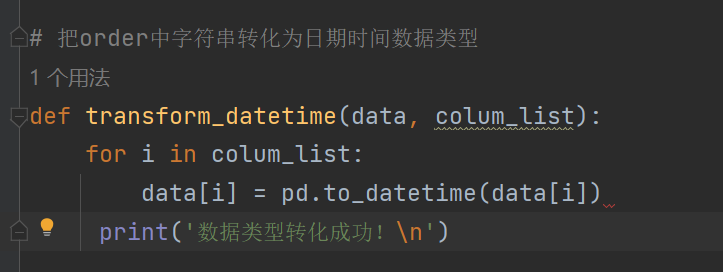 # 把order中字符串转化为日期时间数据类型
1 个用法
def transform_datetime(data, colum_list):
    for i in colum_list:
        data[i] = pd.to_datetime(data[i])
     print('数据类型转化成功！\n')